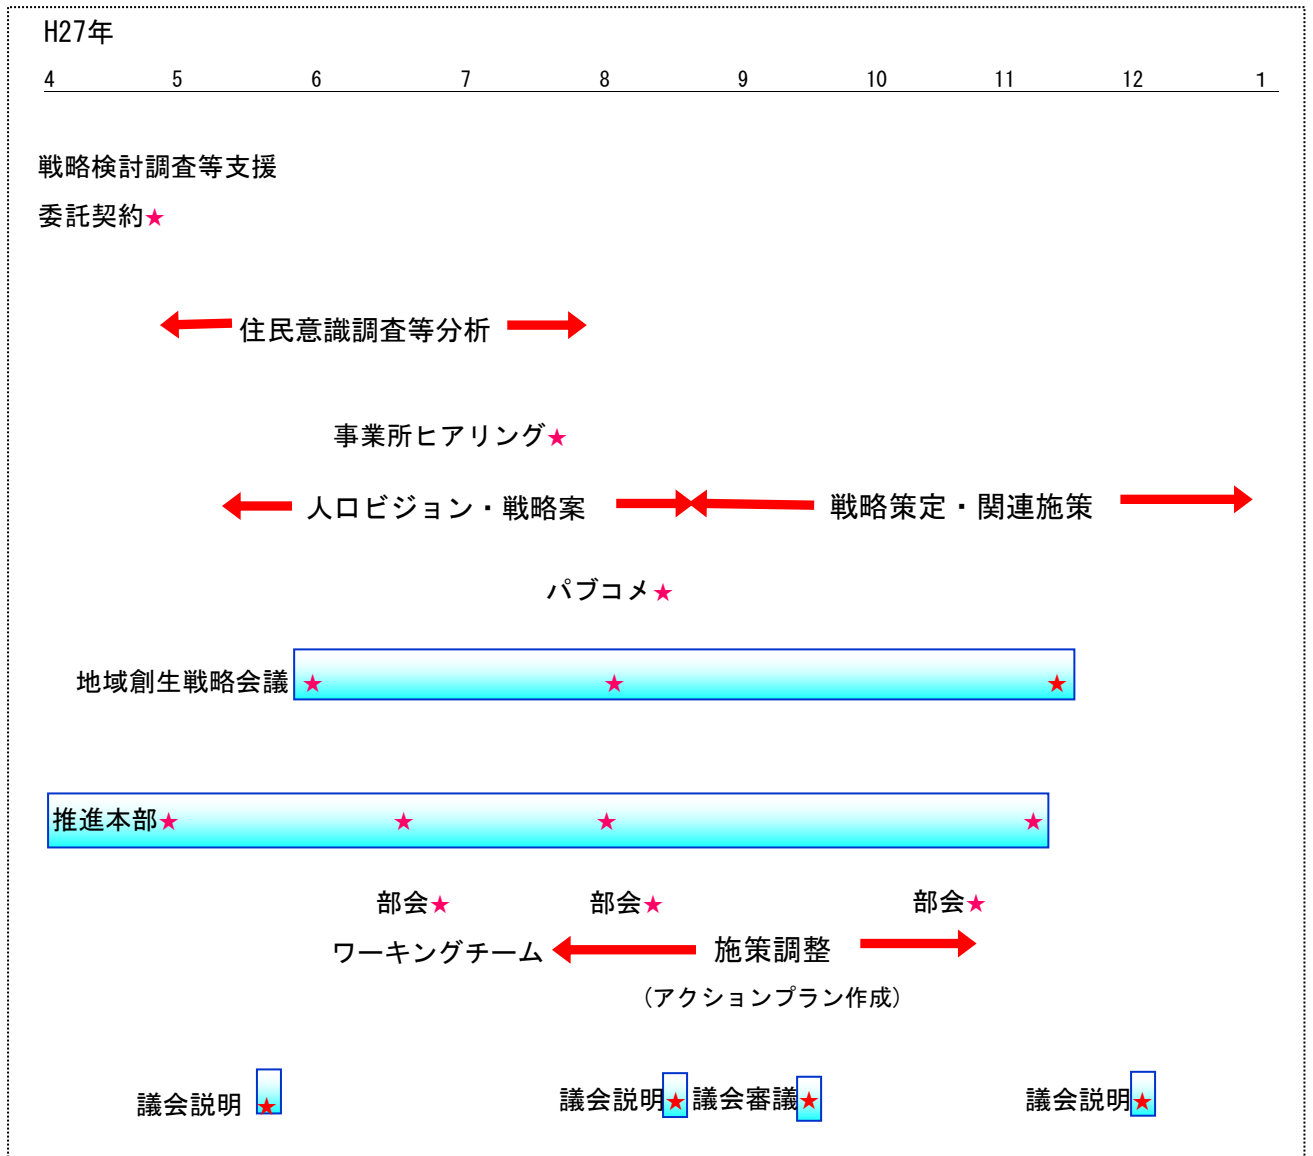 H27年
4 5 6 7 8 9 10 11 12 1
戦略検討調査等支援
委託契約★
住民意識調査等分析
事業所ヒアリング★
人口ビジョン・戦略案 戦略策定・関連施策
パブコメ★
地域創生戦略会議 ★ ★ ★
推進本部★ ★ ★ ★
部会★ 部会★ 部会★
ワーキングチーム 施策調整
(アクションプラン作成)
議会説明 ★ 議会説明★ 議会審議★ 議会説明★